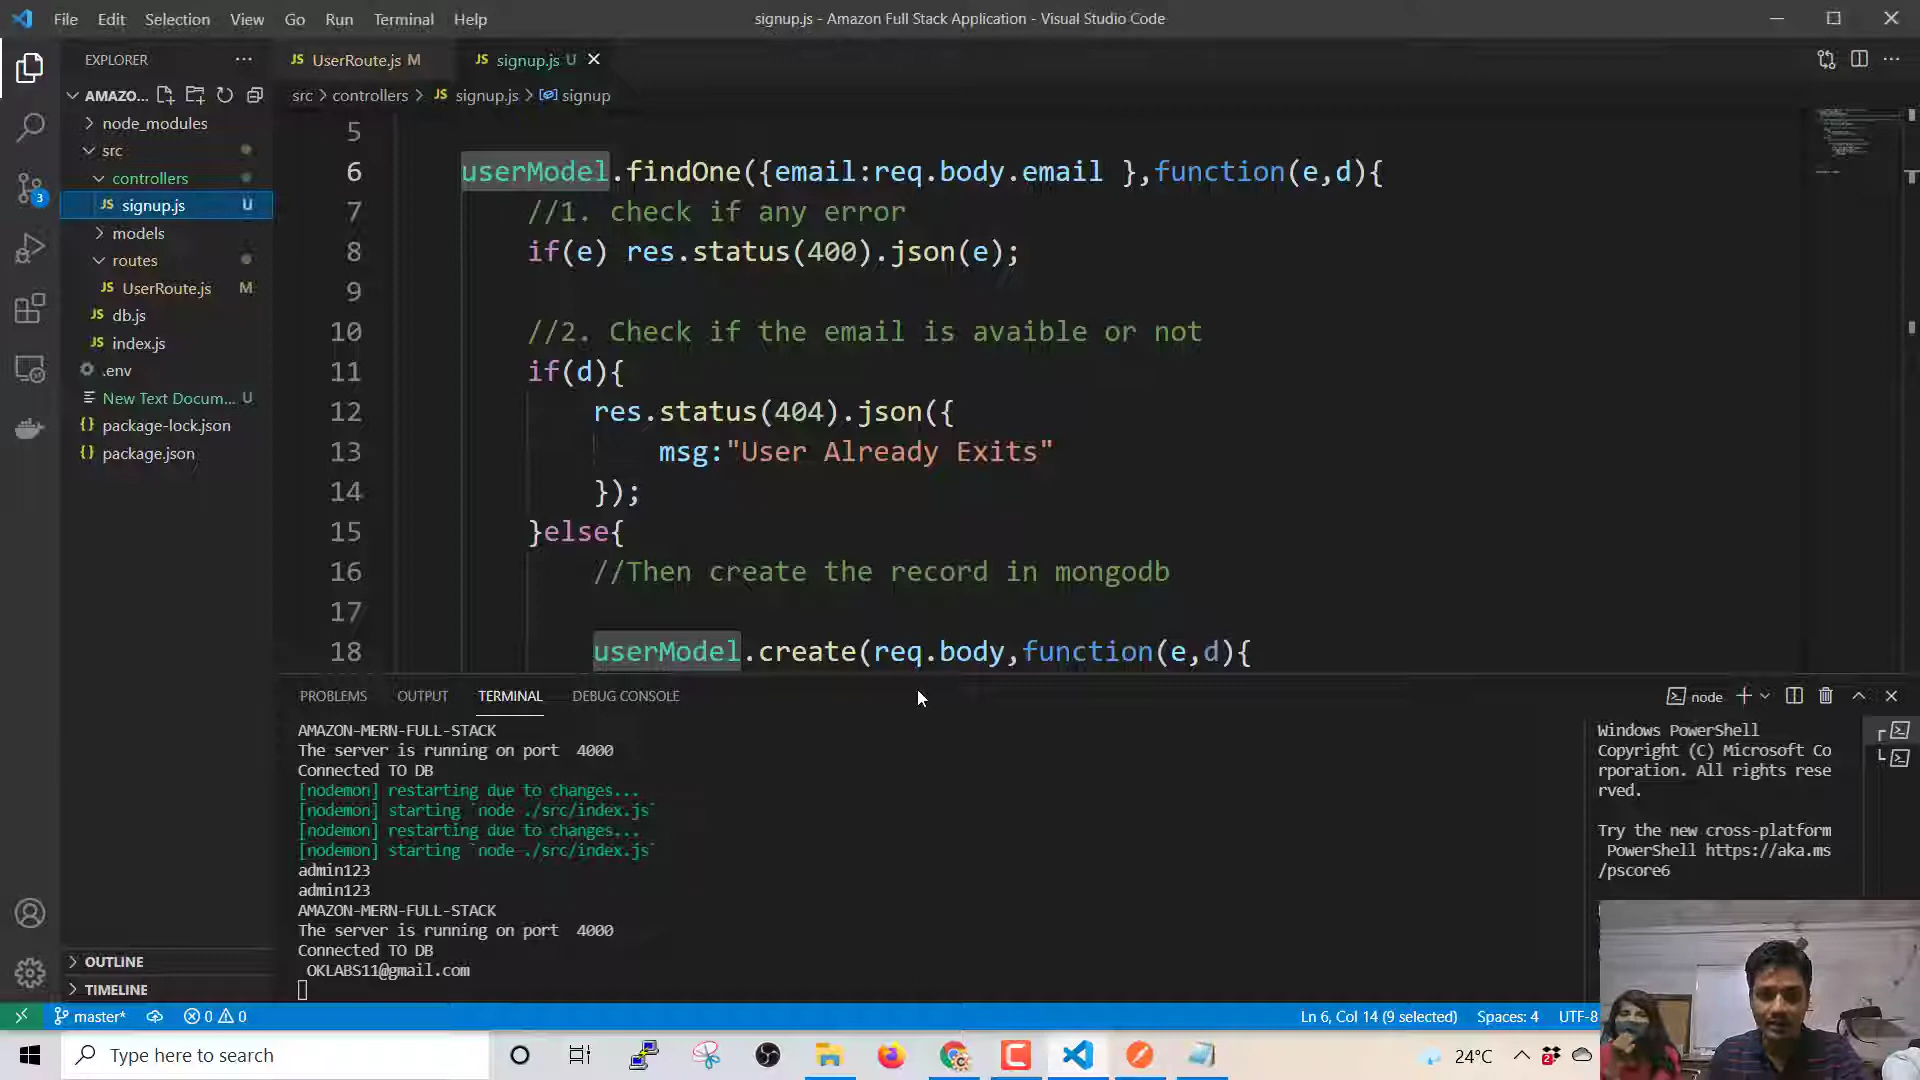 File Edit Selection View Go Run Terminal Help
signup.js - Amazon Full Stack Application - Visual Studio Code
EXPLORER
AMAZO...
node_modules
src
controllers
JS signup.js U
models
routes
JS UserRoute.js M
JS db.js
JS index.js
.env
New Text Docum... U
{} package-lock.json
{} package.json
OUTLINE
TIMELINE
3
JS UserRoute.js M
JS signup.js U
src > controllers > JS signup.js > signup
5
6 userModel.findOne({email:req.body.email },function(e,d){
7 //1. check if any error
8 if(e) res.status(400).json(e);
9
10 //2. Check if the email is avaible or not
11 if(d){
12 res.status(404).json({
13 msg:"User Already Exits"
14 });
15 }else{
16 //Then create the record in mongodb
17
18 userModel.create(req.body,function(e,d){
PROBLEMS OUTPUT TERMINAL DEBUG CONSOLE
node
AMAZON-MERN-FULL-STACK
The server is running on port 4000
Connected TO DB
[nodemon] restarting due to changes...
[nodemon] starting `node ./src/index.js`
[nodemon] restarting due to changes...
[nodemon] starting `node ./src/index.js`
admin123
admin123
AMAZON-MERN-FULL-STACK
The server is running on port 4000
Connected TO DB
OKLABS11@gmail.com
Windows PowerShell
Copyright (C) Microsoft Co
rporation. All rights rese
rved.
Try the new cross-platform
PowerShell https://aka.ms
/pscore6
master* 0 0
Ln 6, Col 14 (9 selected) Spaces: 4 UTF-8
Type here to search
24°C
2